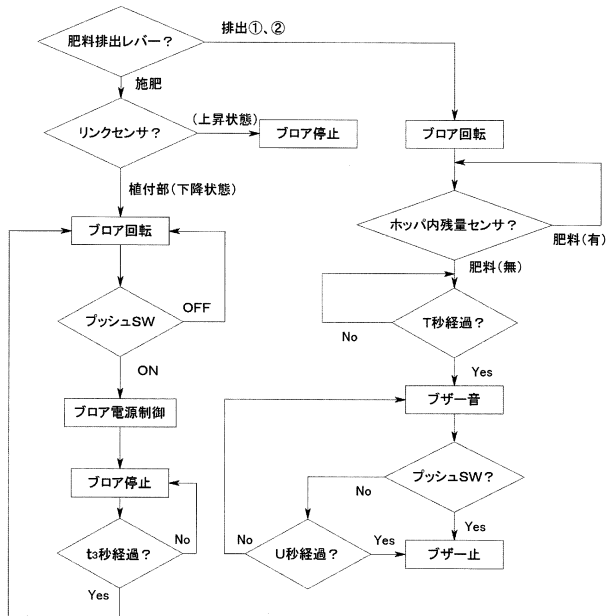 肥料排出レバー？
排出①、②
施肥
リンクセンサ？
(上昇状態)
ブロア停止
植付部(下降状態)
ブロア回転
プッシュSW
OFF
ON
ブロア電源制御
ブロア停止
t₃秒経過？
No
Yes
ブロア回転
ホッパ内残量センサ？
肥料(有)
肥料(無)
T秒経過？
No
Yes
ブザー音
プッシュSW？
No
Yes
U秒経過？
No
Yes
ブザー止